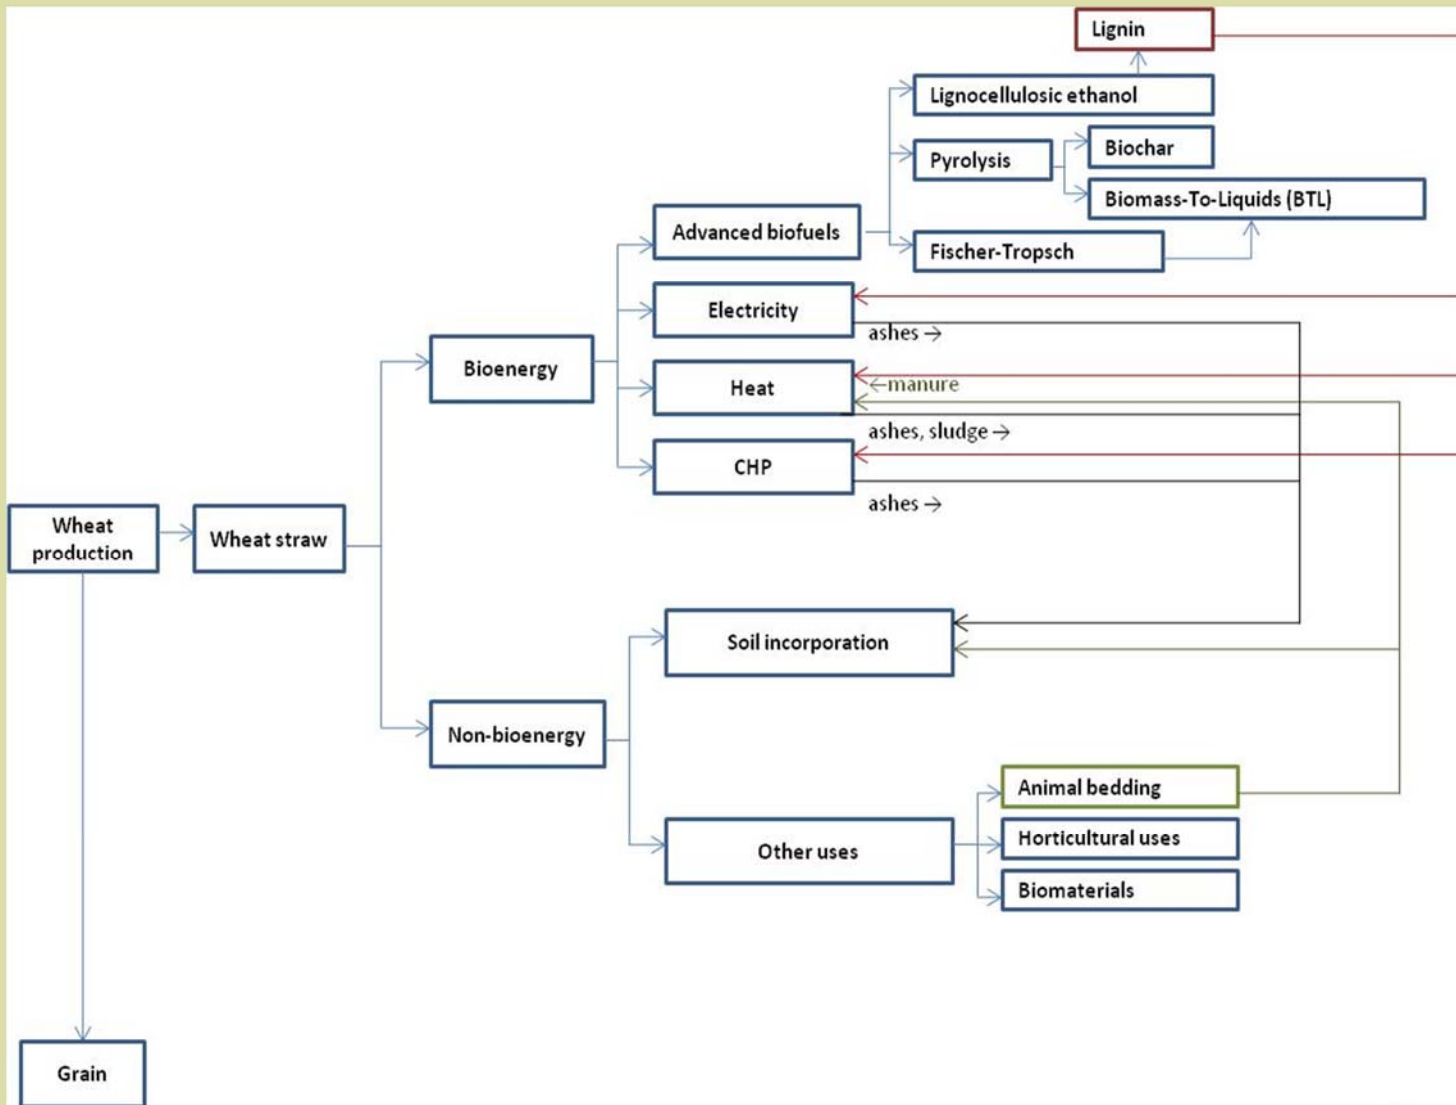 Lignin
Lignocellulosic ethanol
Pyrolysis
Biochar
Biomass-To-Liquids (BTL)
Advanced biofuels
Fischer-Tropsch
Electricity
ashes →
Bioenergy
Heat
←manure
ashes, sludge →
CHP
ashes →
Wheat
production
Wheat straw
Soil incorporation
Non-bioenergy
Animal bedding
Other uses
Horticultural uses
Biomaterials
Grain